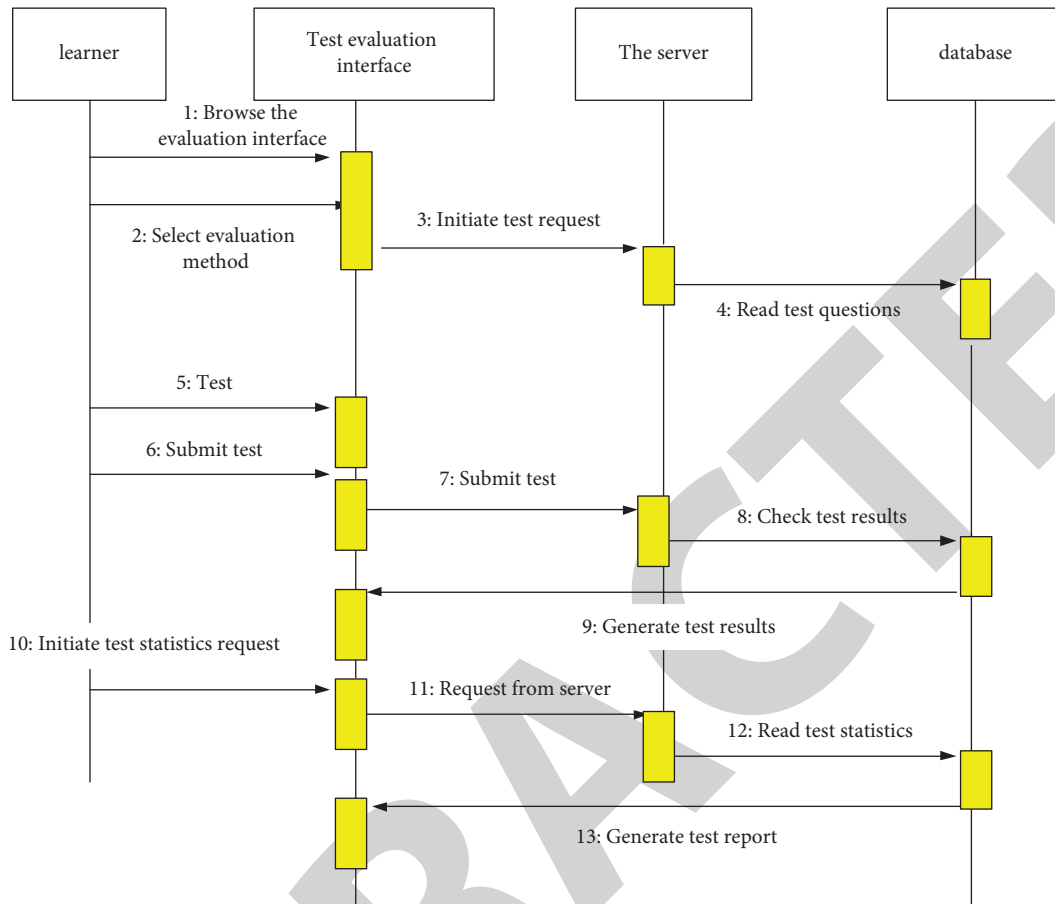 learner
Test evaluation
interface
The server
database
1: Browse the
evaluation interface
2: Select evaluation
method
3: Initiate test request
4: Read test questions
5: Test
6: Submit test
7: Submit test
8: Check test results
9: Generate test results
10: Initiate test statistics request
11: Request from server
12: Read test statistics
13: Generate test report
RACTE